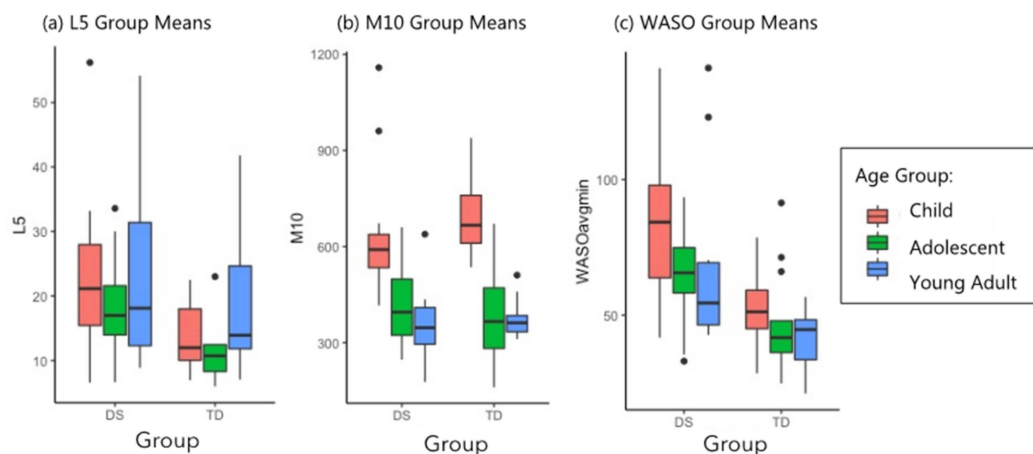 (a) L5 Group Means
L5
50
40
30
20
10
DS TD
Group
(b) M10 Group Means
M10
1200
900
600
300
DS TD
Group
(c) WASO Group Means
WASOavgmin
100
50
DS TD
Group
Age Group:
Child
Adolescent
Young Adult